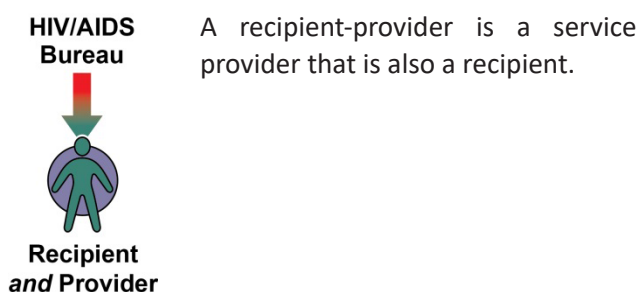 HIV/AIDS
Bureau
A recipient-provider is a service
provider that is also a recipient.
Recipient
and Provider